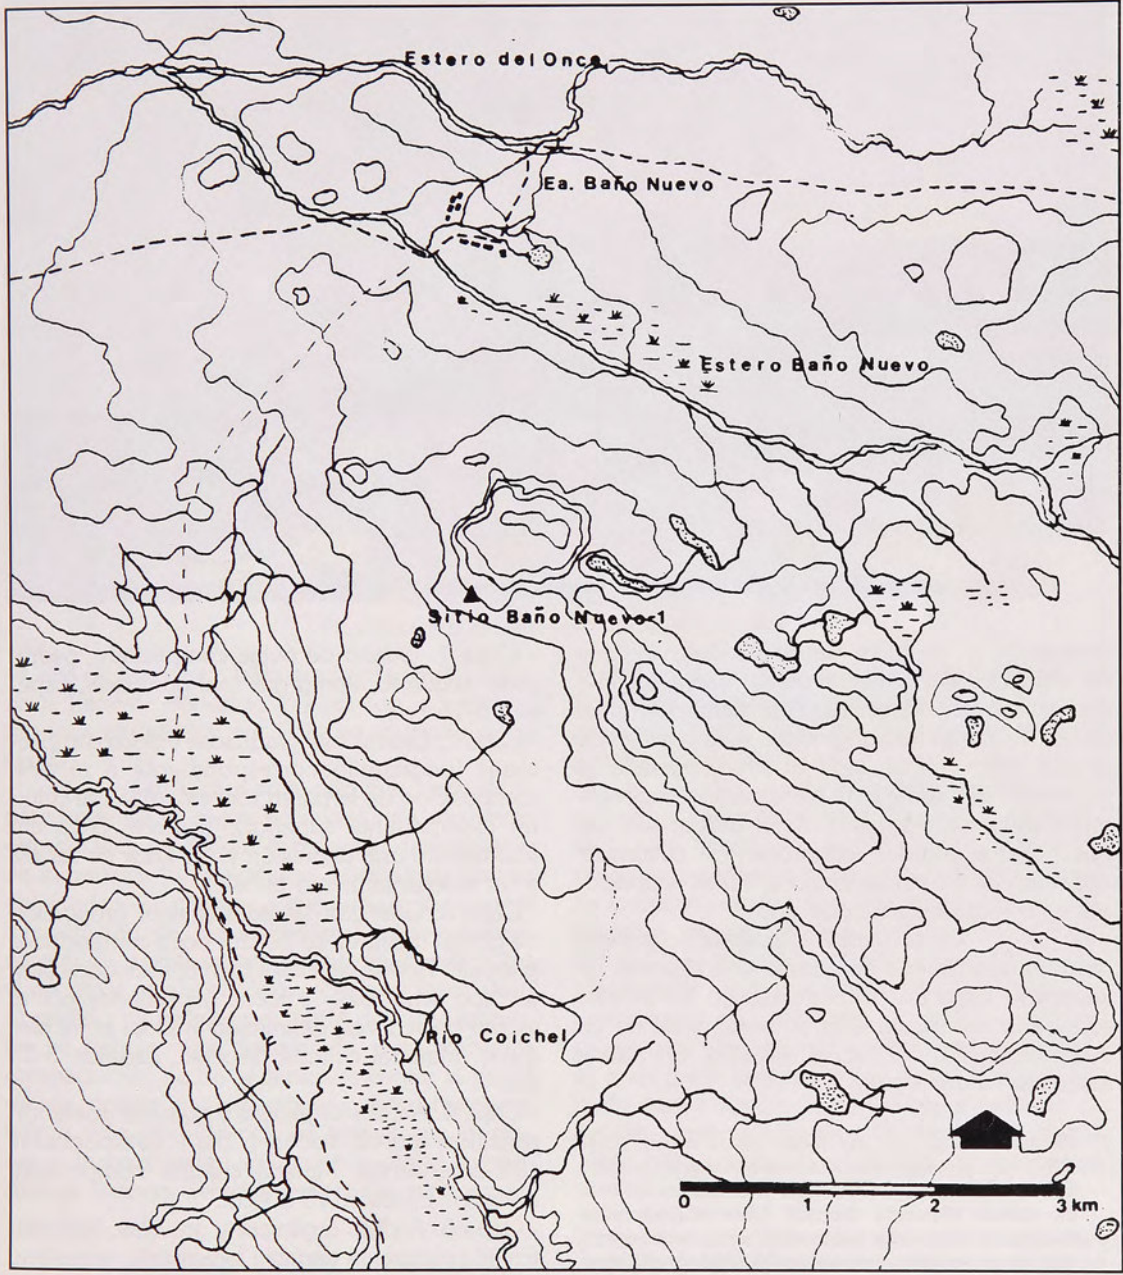 Estero del Once
Ea. Baño Nuevo
Estero Baño Nuevo
Sitio Baño Nuevo-1
Río Coichel
0 1 2 3 km